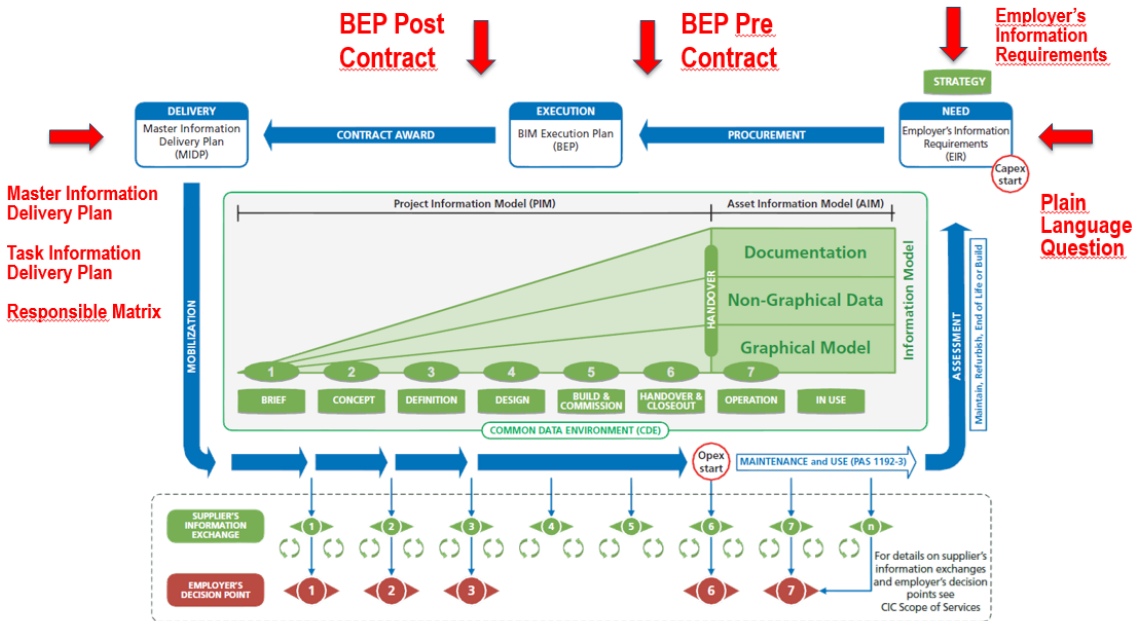 BEP Post
Contract
BEP Pre
Contract
Employer's
Information
Requirements
STRATEGY
DELIVERY
Master Information
Delivery Plan
(MIDP)
CONTRACT AWARD
EXECUTION
BIM Execution Plan
(BEP)
PROCUREMENT
NEED
Employer's Information
Requirements
(EIR)
Capex
start
Master Information
Delivery Plan
Task Information
Delivery Plan
Responsible Matrix
Plain
Language
Question
MOBILIZATION
Project Information Model (PIM)
Asset Information Model (AIM)
HANDOVER
Documentation
Non-Graphical Data
Graphical Model
Information Model
ASSESSMENT
Maintain, Refurbish, End of Life or Build
1
2
3
4
5
6
7
BRIEF
CONCEPT
DEFINITION
DESIGN
BUILD &
COMMISSION
HANDOVER &
CLOSEOUT
OPERATION
IN USE
COMMON DATA ENVIRONMENT (CDE)
Opex
start
MAINTENANCE and USE (PAS 1192-3)
SUPPLIER'S
INFORMATION
EXCHANGE
1
2
3
4
5
6
7
n
EMPLOYER'S
DECISION POINT
1
2
3
6
7
For details on supplier's
information exchanges
and employer's decision
points see
CIC Scope of Services